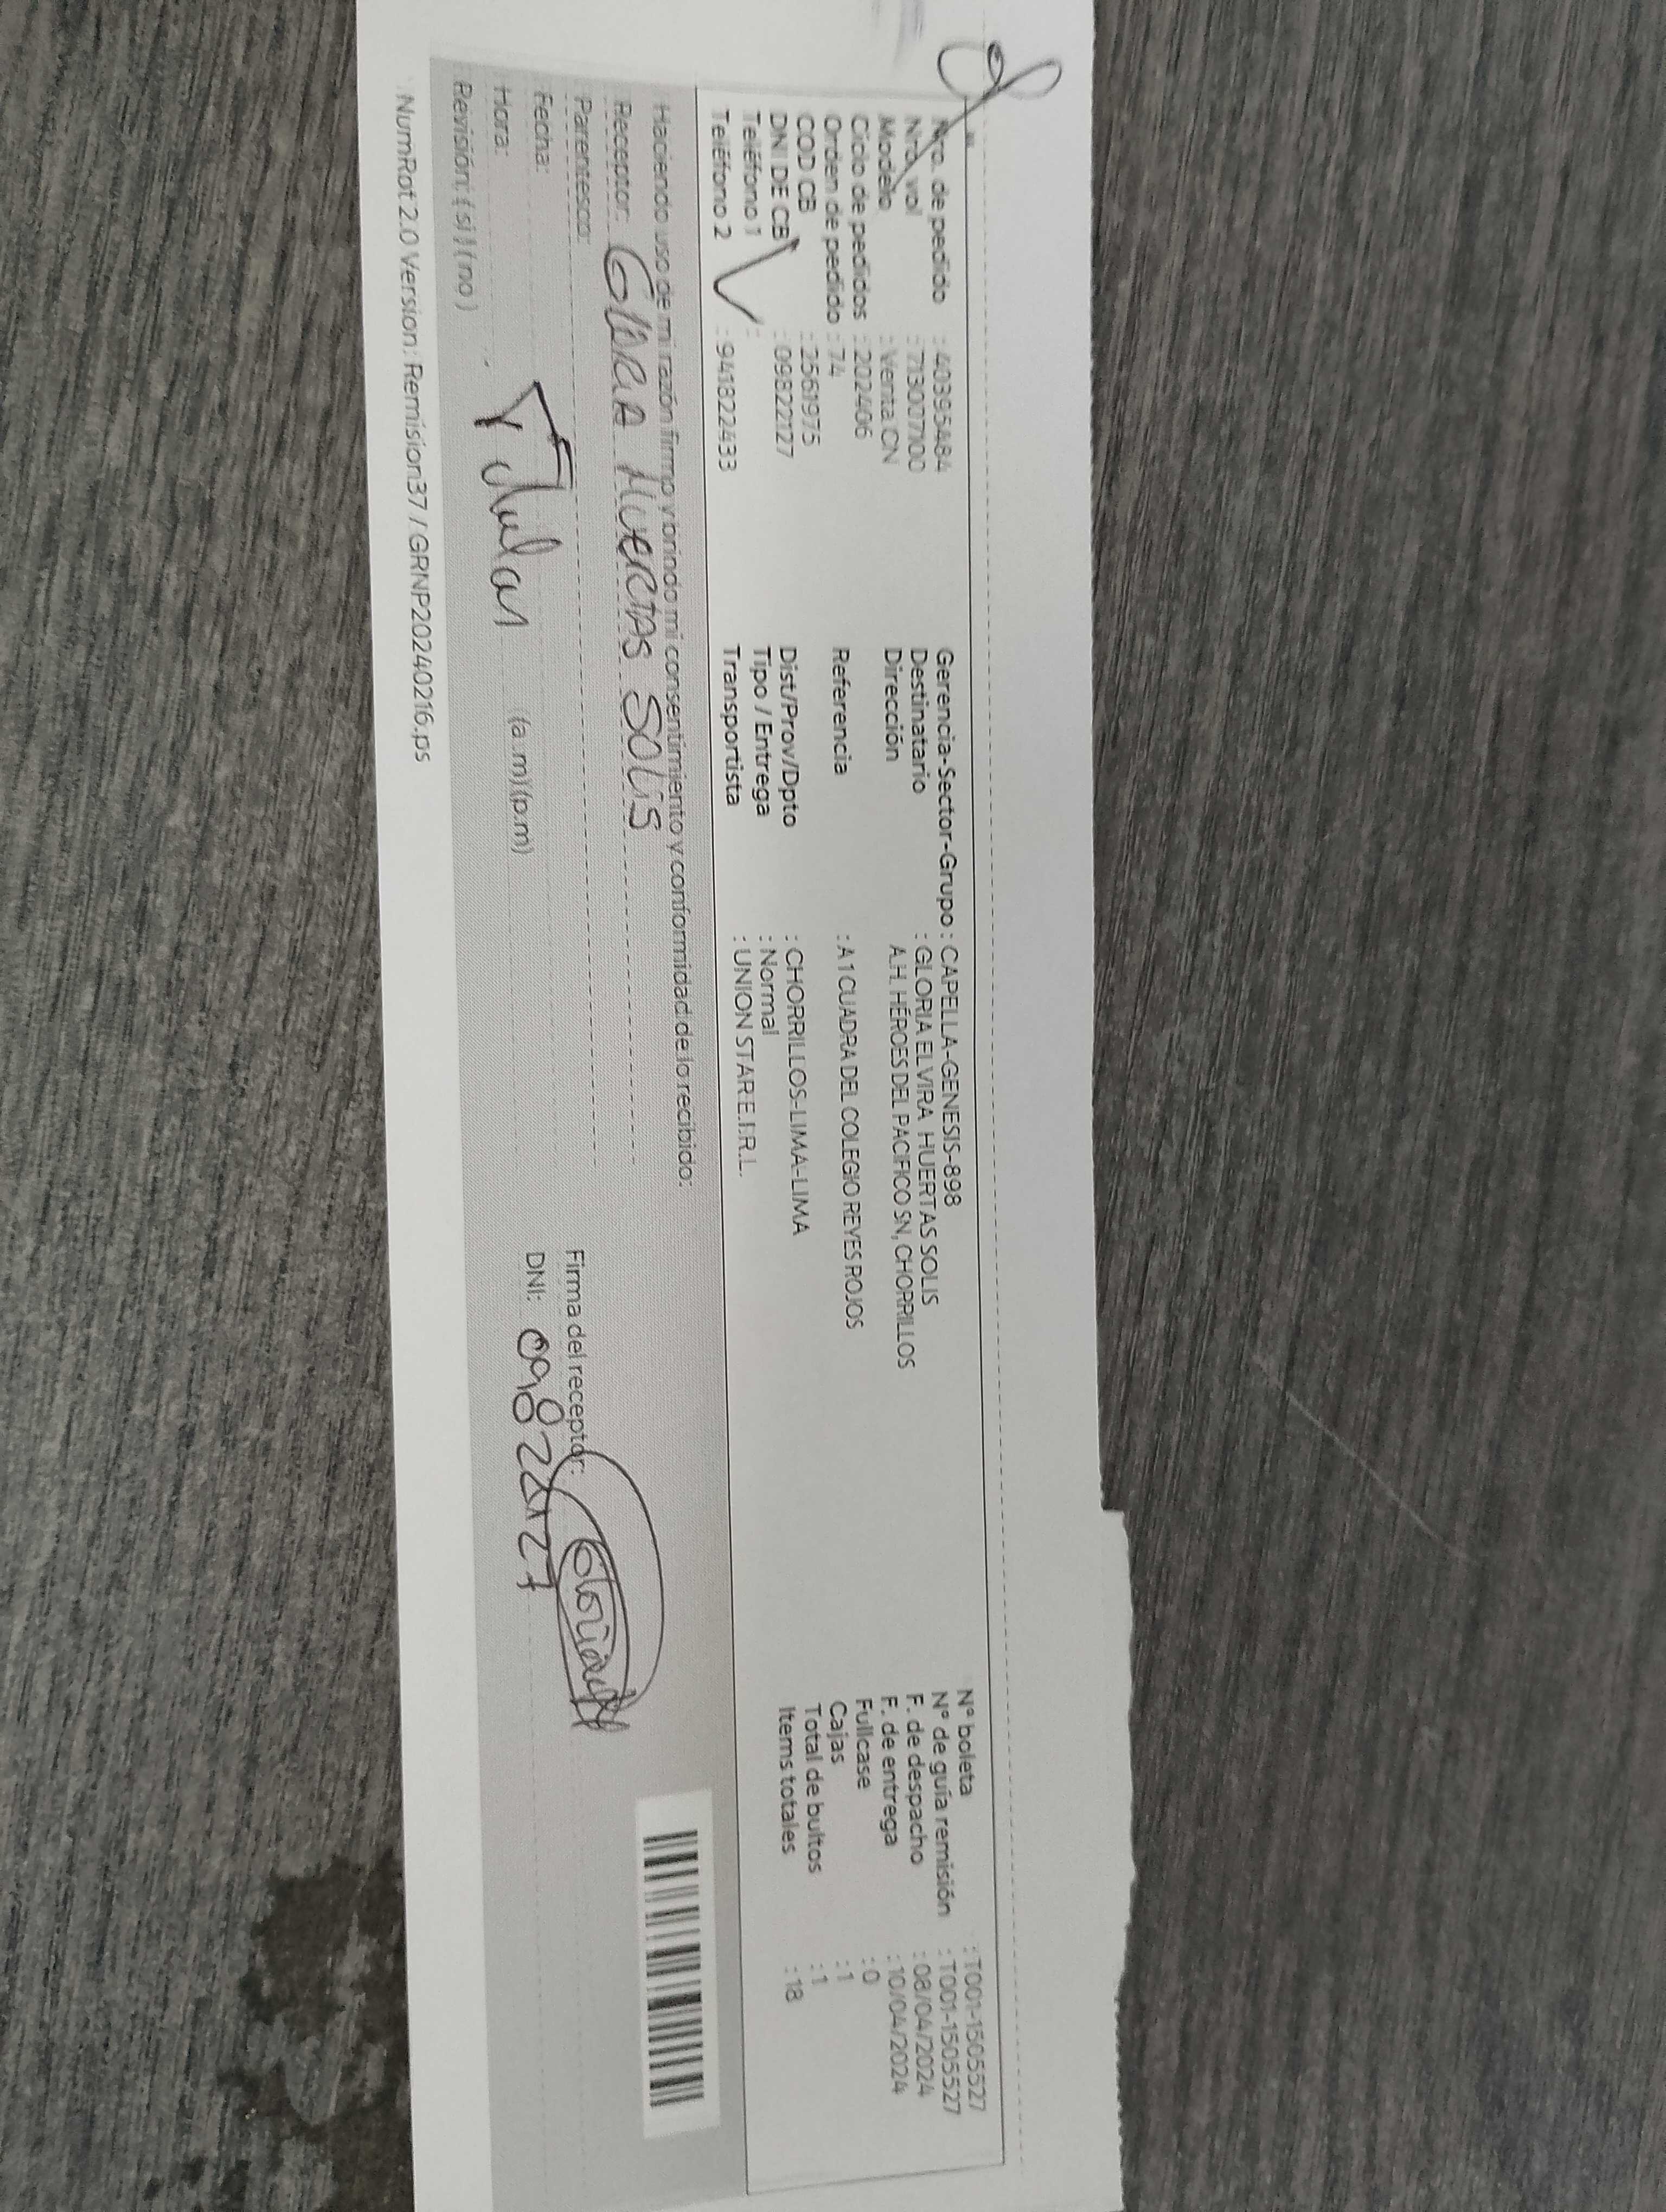 Nro. de pedido : 40395484
Nro. vol : 713007100
Modelo : Venta CN
Ciclo de pedidos : 202406
Orden de pedido : 74
COD CB : 2561975
DNI DE CB : 09822127
Teléfono 1 :
Teléfono 2 : 941822433
Gerencia-Sector-Grupo : CAPELLA-GENESIS-898
Destinatario : GLORIA ELVIRA HUERTAS SOLIS
Dirección A.H. HÉROES DEL PACIFICO SN, CHORRILLOS
Referencia : A 1 CUADRA DEL COLEGIO REYES ROJOS
Dist/Prov/Dpto : CHORRILLOS-LIMA-LIMA
Tipo / Entrega : Normal
Transportista : UNION STAR E.I.R.L.
N° boleta : T001-1505527
N° de guía remisión : T001-1505527
F. de despacho : 08/04/2024
F. de entrega : 10/04/2024
Fullcase : 0
Cajas : 1
Total de bultos : 1
Items totales : 18
Haciendo uso de mi razón firmo y brindo mi consentimiento y conformidad de lo recibido:
Receptor: HUERTAS SOLIS
Parentesco:
Fecha:
Hora: Titular (a.m) (p.m)
Revisión: ( si ) ( no )
Firma del receptor:
DNI: 09822127
NumRot 2.0 Version: Remision37 / GRNP20240216.ps